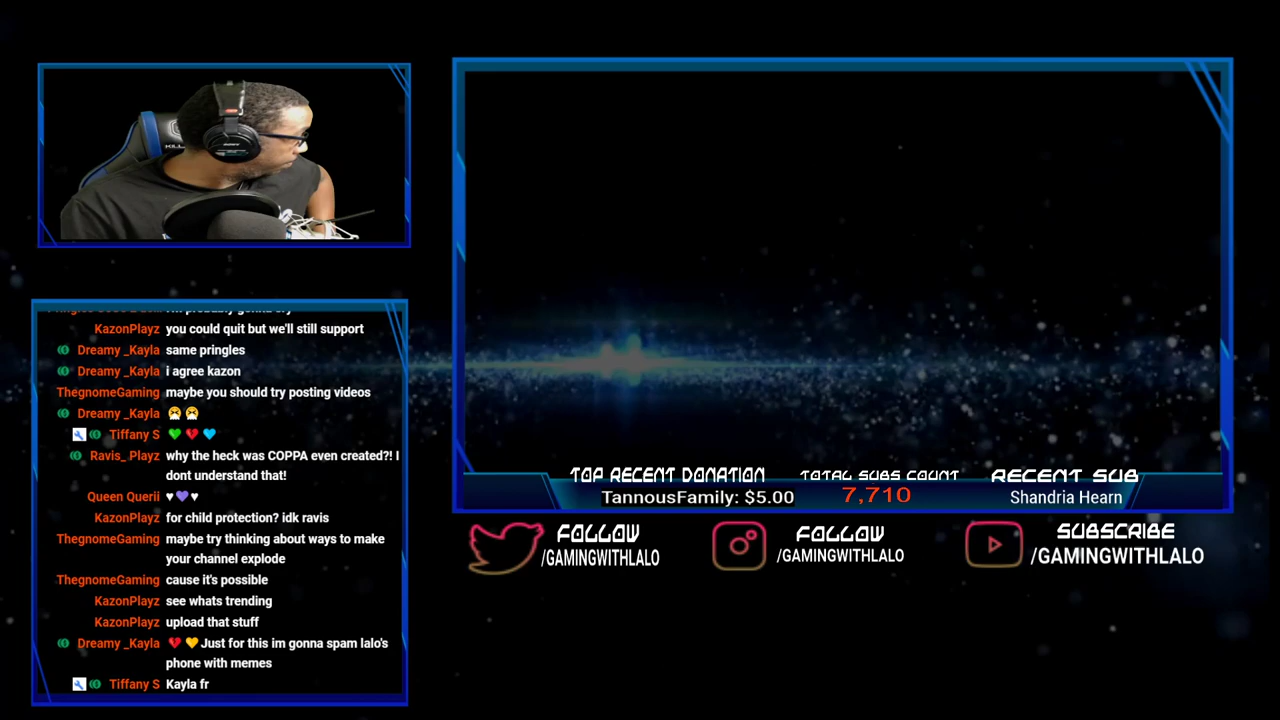 KILL
SONY
KazonPlayz you could quit but we'll still support
Dreamy _Kayla same pringles
Dreamy _Kayla i agree kazon
ThegnomeGaming maybe you should try posting videos
Dreamy _Kayla 😤 😤
Tiffany S 💚 💔 💙
Ravis_ Playz why the heck was COPPA even created?! I
dont understand that!
Queen Querii ♥💜♥
KazonPlayz for child protection? idk ravis
ThegnomeGaming maybe try thinking about ways to make
your channel explode
ThegnomeGaming cause it's possible
KazonPlayz see whats trending
KazonPlayz upload that stuff
Dreamy _Kayla 💔 💛 Just for this im gonna spam lalo's
phone with memes
Tiffany S Kayla fr
TOP RECENT DONATION
TannousFamily: $5.00
TOTAL SUBS COUNT
7,710
RECENT SUB
Shandria Hearn
FOLLOW
/GAMINGWITHLALO
FOLLOW
/GAMINGWITHLALO
SUBSCRIBE
/GAMINGWITHLALO